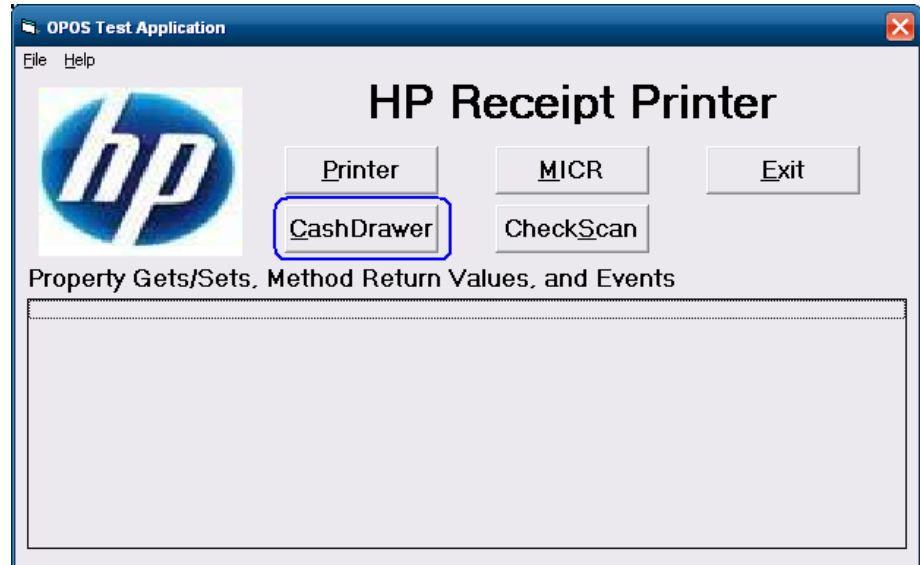 OPOS Test Application
File Help
hp
HP Receipt Printer
Printer MICR Exit
CashDrawer CheckScan
Property Gets/Sets, Method Return Values, and Events